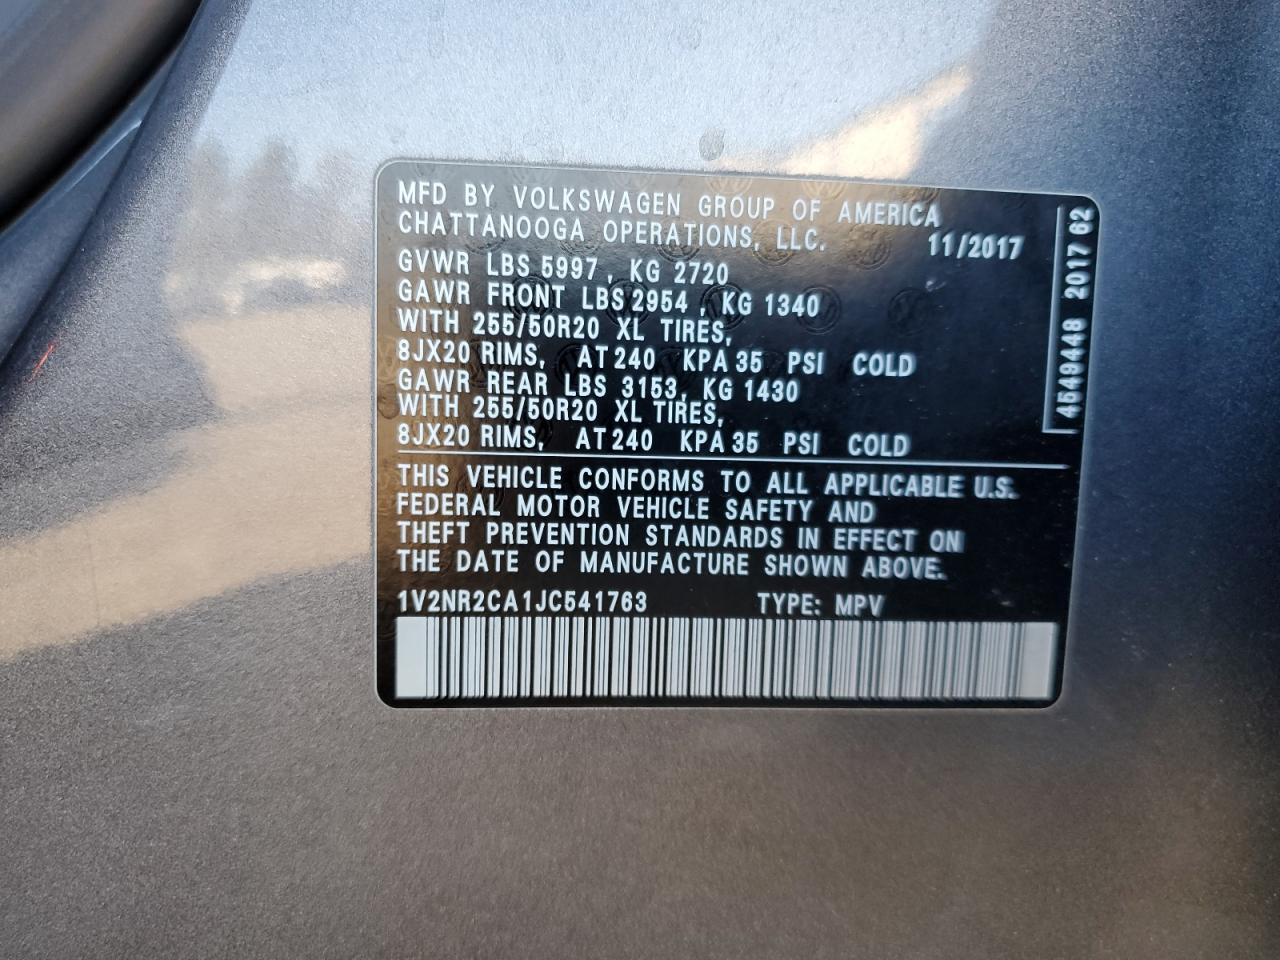 MFD BY VOLKSWAGEN GROUP OF AMERICA
CHATTANOOGA OPERATIONS, LLC. 11/2017
GVWR LBS 5997, KG 2720
GAWR FRONT LBS 2954, KG 1340
WITH 255/50R20 XL TIRES,
8JX20 RIMS, AT 240 KPA 35 PSI COLD
GAWR REAR LBS 3153, KG 1430
WITH 255/50R20 XL TIRES,
8JX20 RIMS, AT 240 KPA 35 PSI COLD
THIS VEHICLE CONFORMS TO ALL APPLICABLE U.S.
FEDERAL MOTOR VEHICLE SAFETY AND
THEFT PREVENTION STANDARDS IN EFFECT ON
THE DATE OF MANUFACTURE SHOWN ABOVE.
1V2NR2CA1JC541763 TYPE: MPV
4549448 2017 62